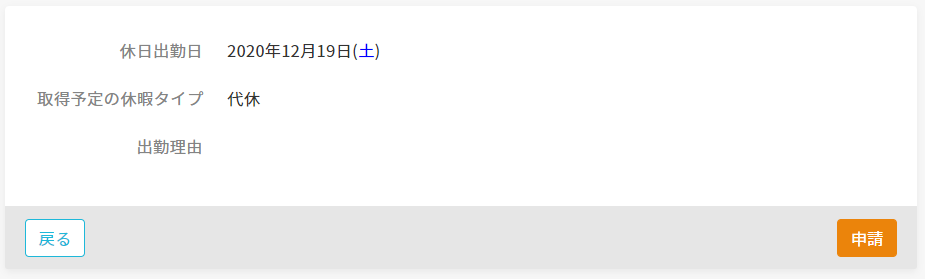 休日出勤日 2020年12月19日(土)
取得予定の休暇タイプ 代休
出勤理由
戻る 申請